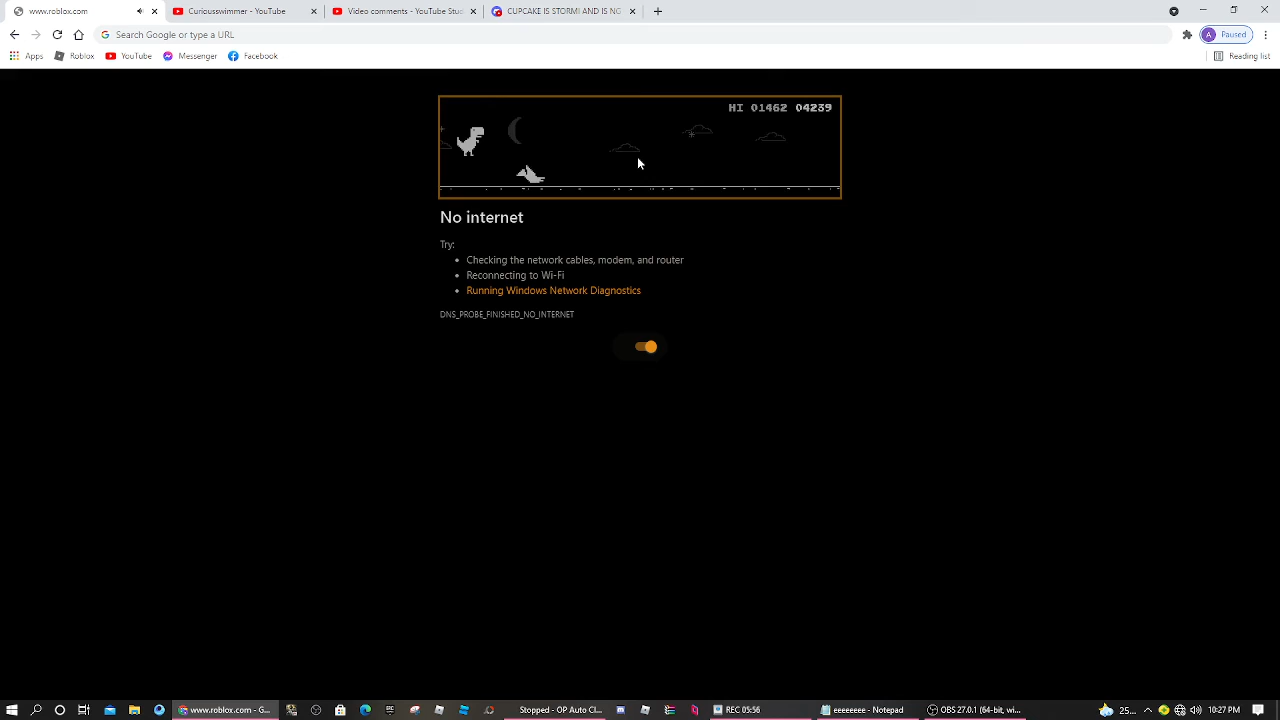 www.roblox.com
Curiousswimmer - YouTube
Video comments - YouTube Stu
CUPCAKE IS STORMI AND IS NG
Search Google or type a URL
A Paused
Apps
Roblox
YouTube
Messenger
Facebook
Reading list
HI 01462 04239
No internet
Try:
Checking the network cables, modem, and router
Reconnecting to Wi-Fi
Running Windows Network Diagnostics
DNS_PROBE_FINISHED_NO_INTERNET
www.roblox.com - G...
Stopped - OP Auto Cl...
REC 05:56
eeeeeee - Notepad
OBS 27.0.1 (64-bit, wi...
25...
10:27 PM